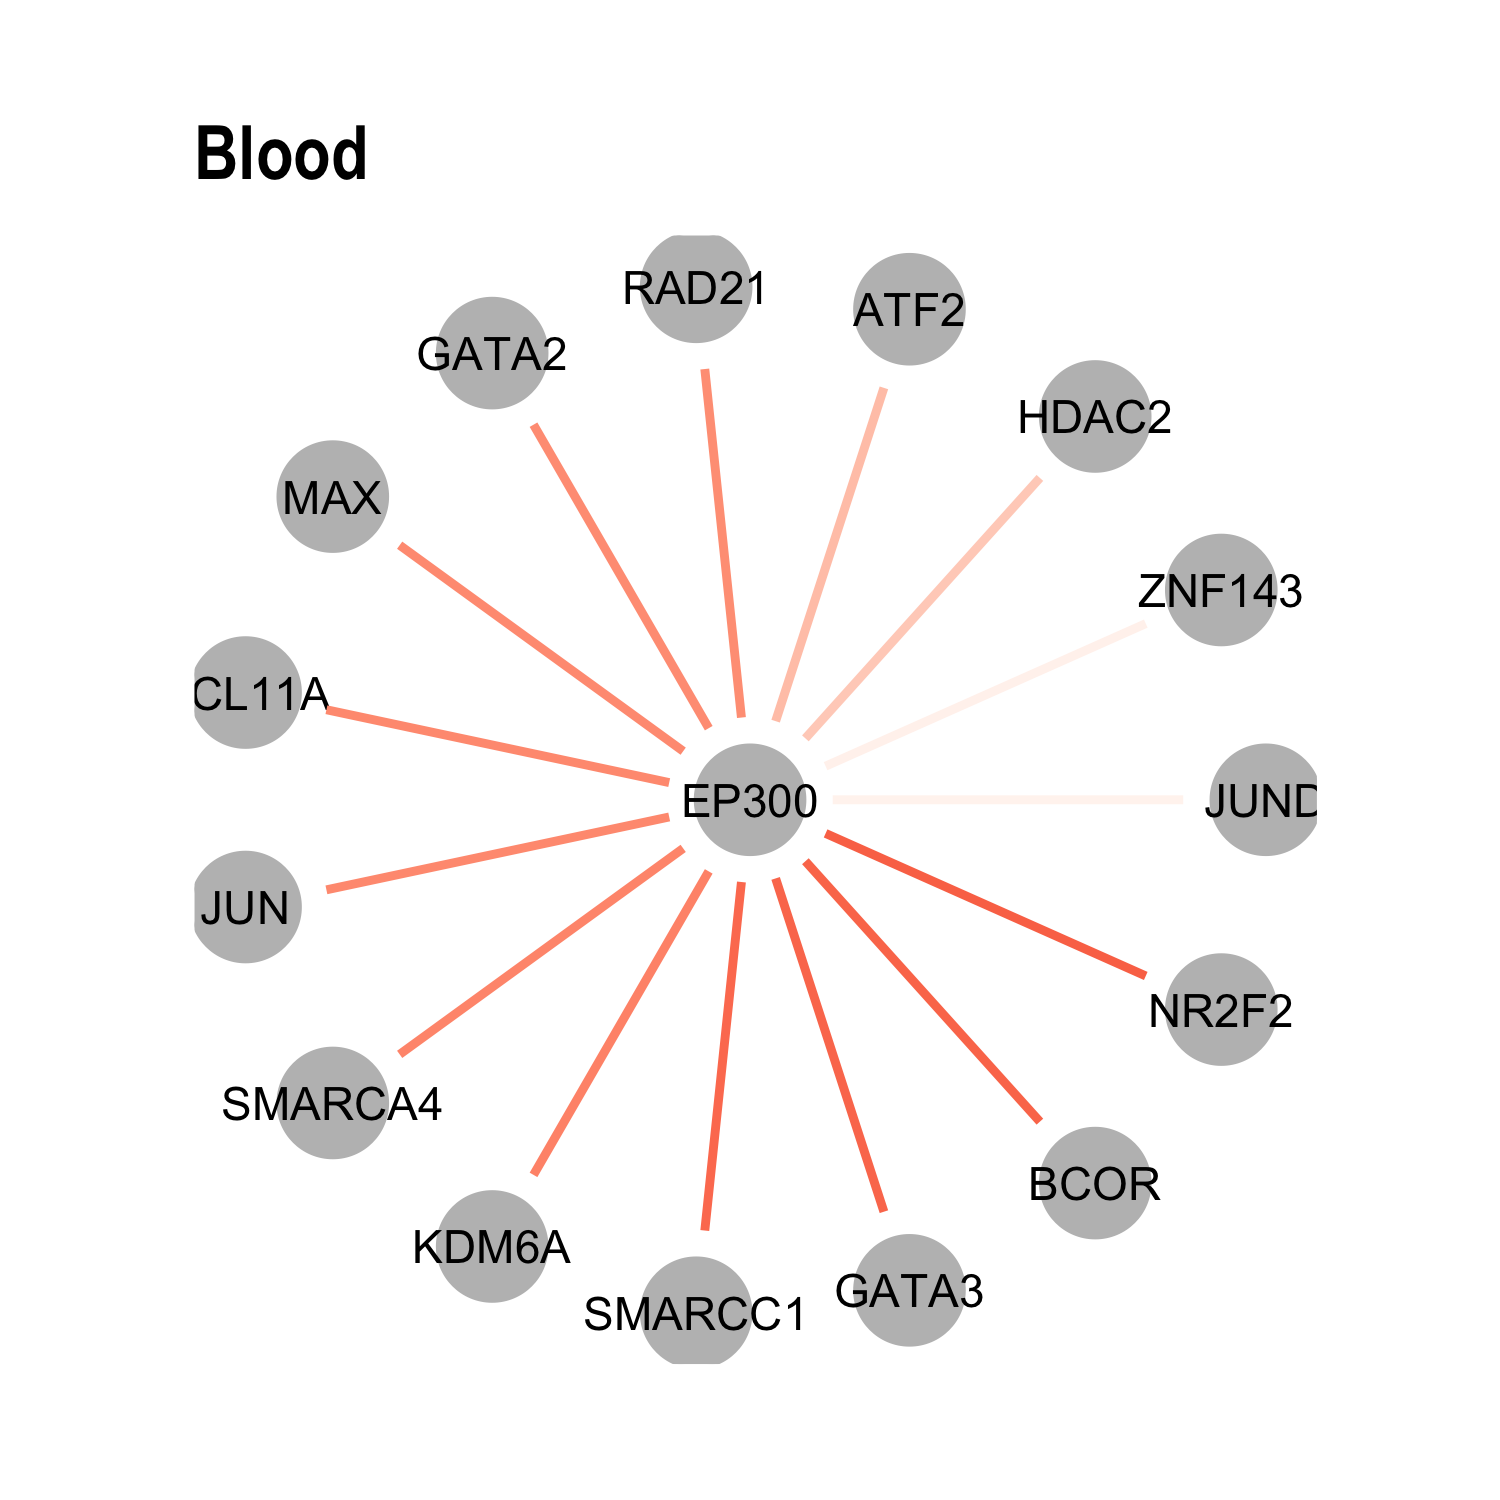 Blood
RAD21
ATF2
GATA2
HDAC2
MAX
ZNF143
CL11A
EP300
JUND
JUN
NR2F2
SMARCA4
BCOR
KDM6A
GATA3
SMARCC1